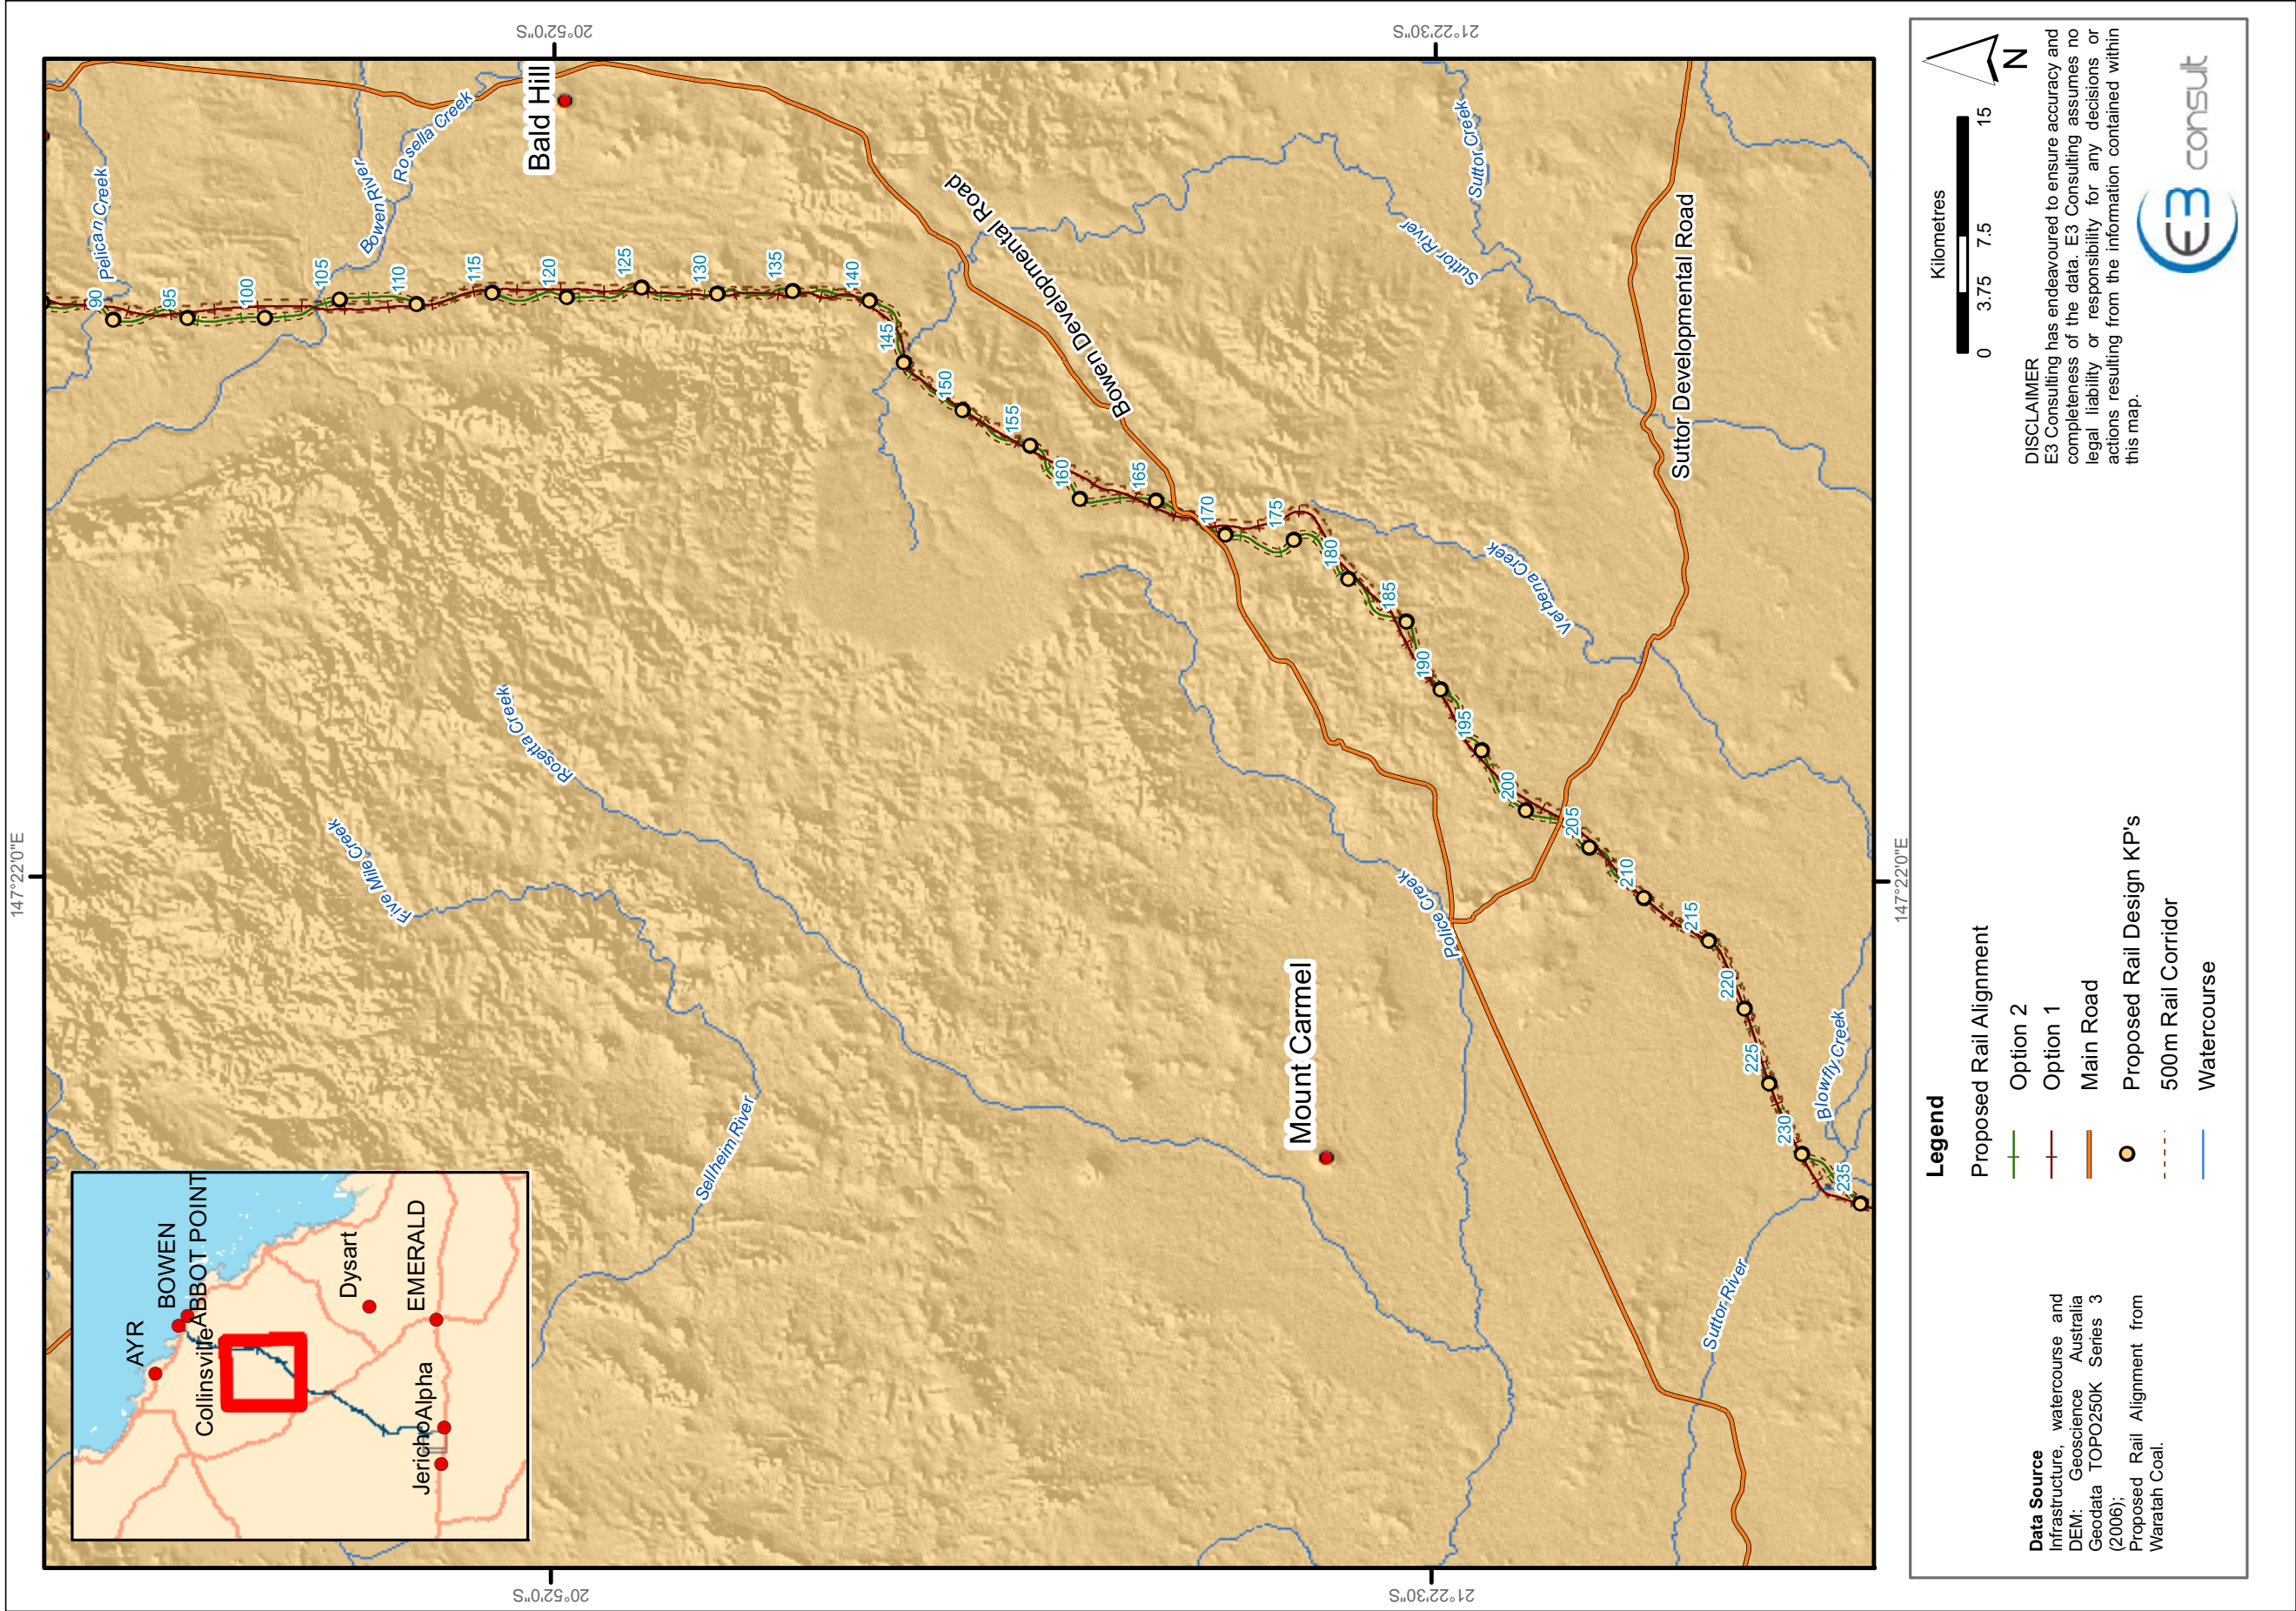 147°22'0"E
20°52'0"S
20°52'0"S
21°22'30"S
21°22'30"S
147°22'0"E
AYR
BOWEN
ABBOT POINT
Collinsville
Dysart
EMERALD
Jericho
Alpha
Pelican Creek
Bowen River
Rosella Creek
Bald Hill
Bowen Developmental Road
Suttor Creek
Suttor River
Suttor Developmental Road
Verbena Creek
Rosetta Creek
Five Mile Creek
Sellheim River
Police Creek
Mount Carmel
Blowfly Creek
Suttor River
90
95
100
105
110
115
120
125
130
135
140
145
150
155
160
165
170
175
180
185
190
195
200
205
210
215
220
225
230
235
Data Source
Infrastructure, watercourse and
DEM: Geoscience Australia
Geodata TOPO250K Series 3
(2006);
Proposed Rail Alignment from
Waratah Coal.
Legend
Proposed Rail Alignment
Option 2
Option 1
Main Road
Proposed Rail Design KP's
500m Rail Corridor
Watercourse
Kilometres
0 3.75 7.5 15
N
DISCLAIMER
E3 Consulting has endeavoured to ensure accuracy and
completeness of the data. E3 Consulting assumes no
legal liability or responsibility for any decisions or
actions resulting from the information contained within
this map.
E3 consult